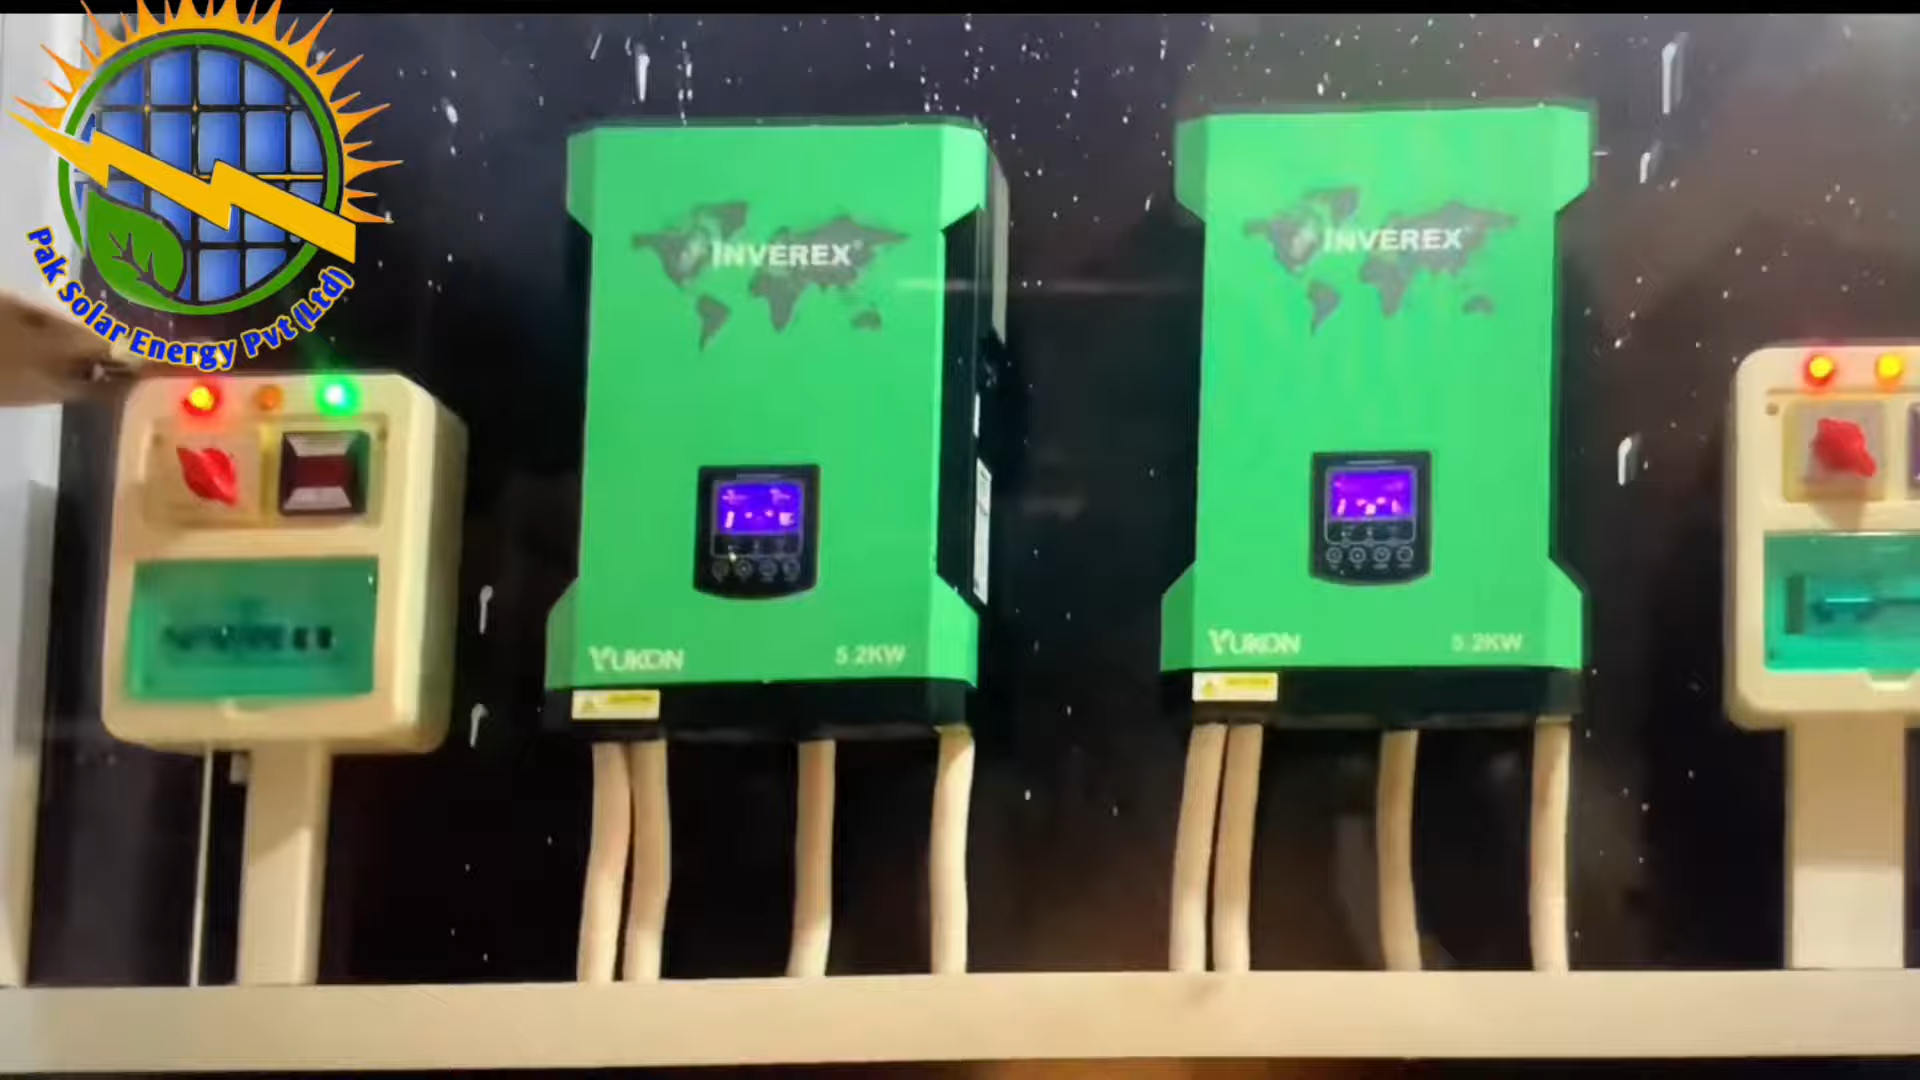 Pak Solar Energy Pvt (Ltd)
INVEREX
INVEREX
YUKON 5.2KW
YUKON 5.2KW